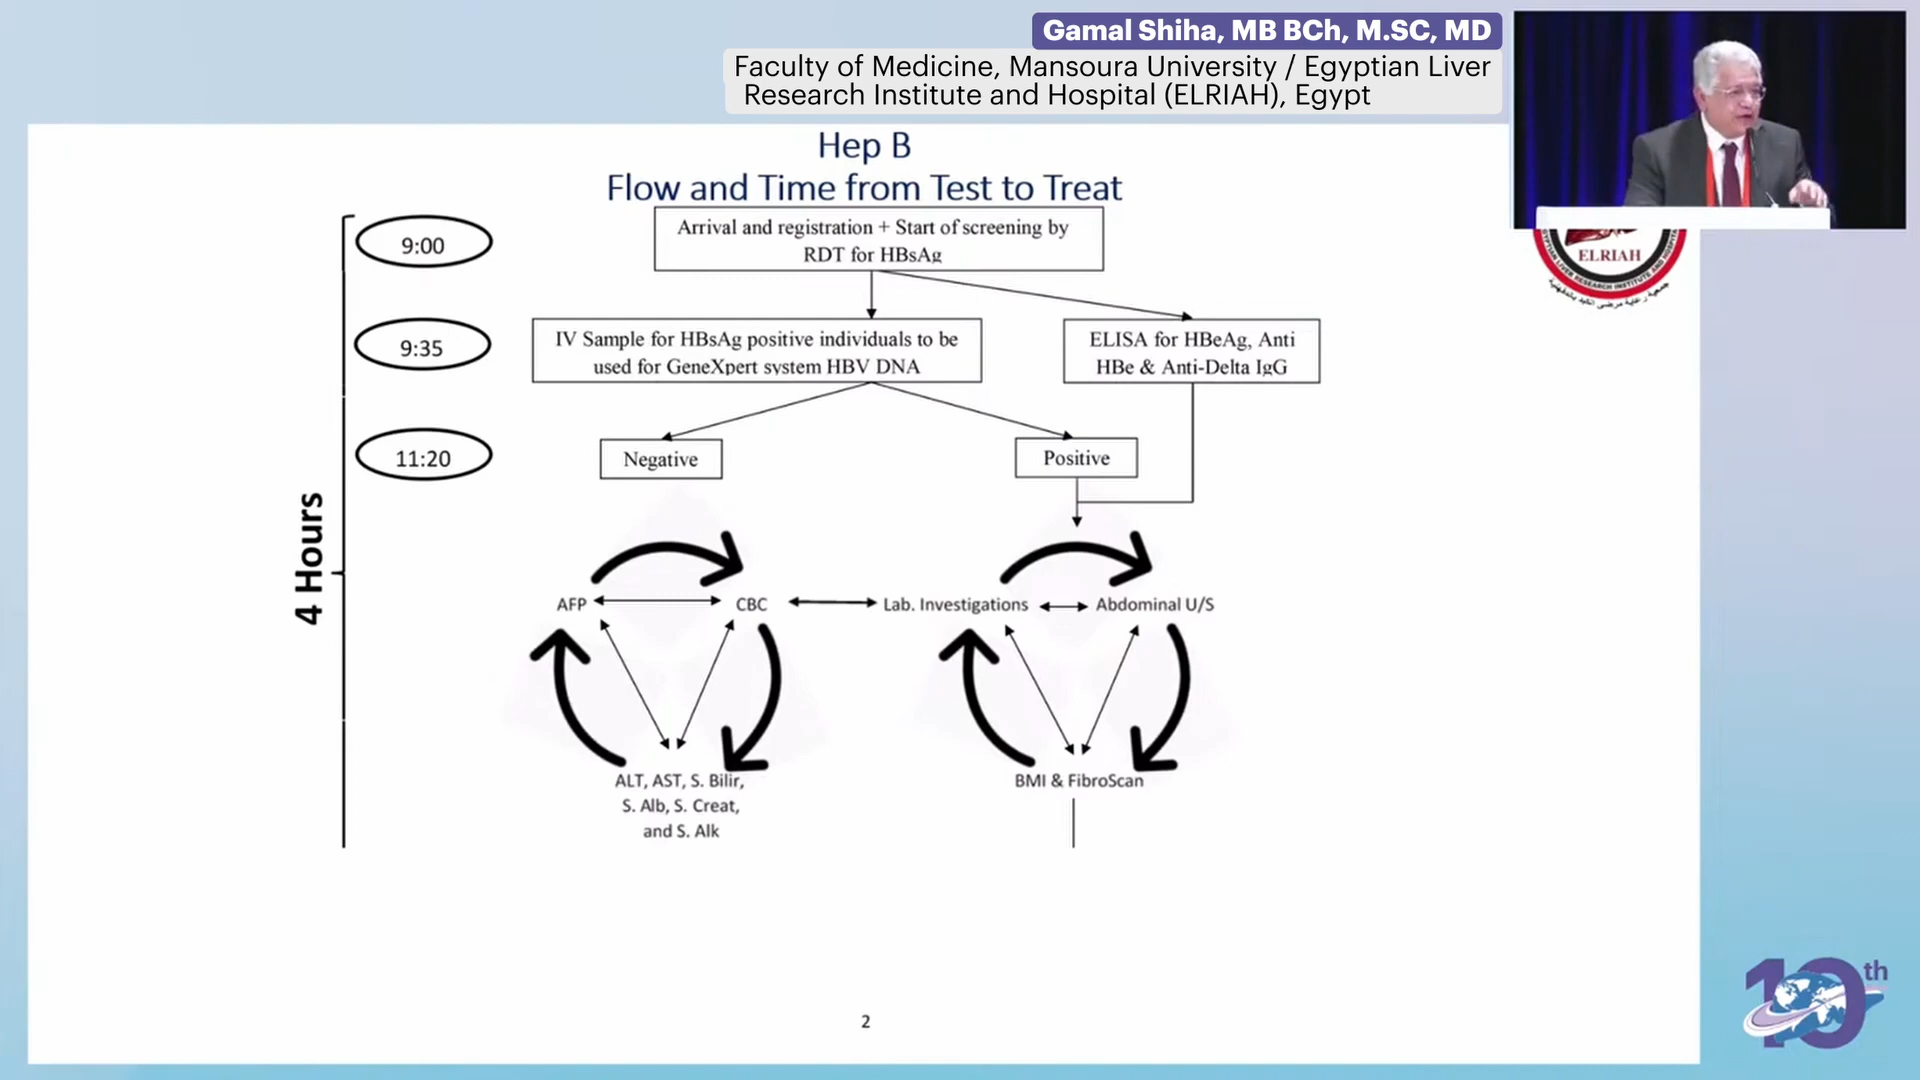 Gamal Shiha, MB BCh, M.SC, MD
Faculty of Medicine, Mansoura University / Egyptian Liver
Research Institute and Hospital (ELRIAH), Egypt
Hep B
Flow and Time from Test to Treat
9:00
Arrival and registration + Start of screening by
RDT for HBsAg
ELRIAH
9:35
IV Sample for HBsAg positive individuals to be
used for GeneXpert system HBV DNA
ELISA for HBeAg, Anti
HBe & Anti-Delta IgG
11:20
Negative
Positive
4 Hours
AFP
CBC
Lab. Investigations
Abdominal U/S
ALT, AST, S. Bilir,
S. Alb, S. Creat,
and S. Alk
BMI & FibroScan
2
10th